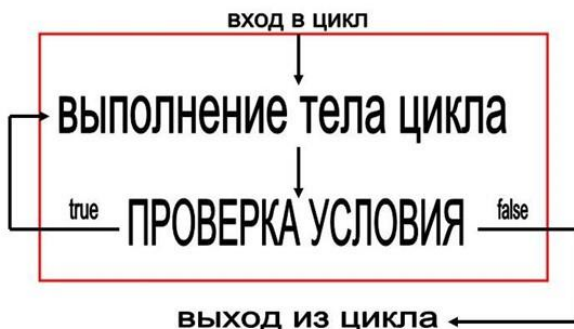 ВХОД В ЦИКЛ
ВЫПОЛНЕНИЕ ТЕЛА ЦИКЛА
true ПРОВЕРКА УСЛОВИЯ false
ВЫХОД ИЗ ЦИКЛА